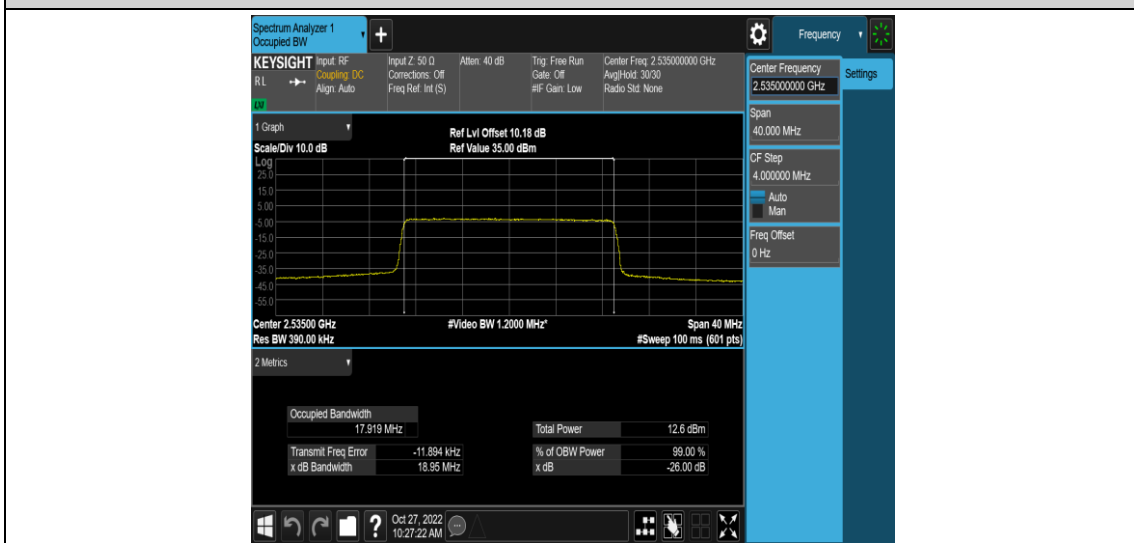 Spectrum Analyzer 1
Occupied BW
+
Frequency
KEYSIGHT Input: RF Input Z: 50 Ω Atten: 40 dB Trig: Free Run Center Freq: 2.535000000 GHz
RL Coupling: DC Corrections: Off Gate: Off Avg|Hold: 30/30
Align: Auto Freq Ref: Int (S) #IF Gain: Low Radio Std: None
LXI
Center Frequency
2.535000000 GHz
Settings
Span
40.000 MHz
CF Step
4.000000 MHz
Auto
Man
Freq Offset
0 Hz
1 Graph
Ref Lvl Offset 10.18 dB
Scale/Div 10.0 dB Ref Value 35.00 dBm
Log
25.0
15.0
5.00
-5.00
-15.0
-25.0
-35.0
-45.0
-55.0
Center 2.53500 GHz #Video BW 1.2000 MHz* Span 40 MHz
Res BW 390.00 kHz #Sweep 100 ms (601 pts)
2 Metrics
Occupied Bandwidth
17.919 MHz Total Power 12.6 dBm
Transmit Freq Error -11.894 kHz % of OBW Power 99.00 %
x dB Bandwidth 18.95 MHz x dB -26.00 dB
? Oct 27, 2022
10:27:22 AM